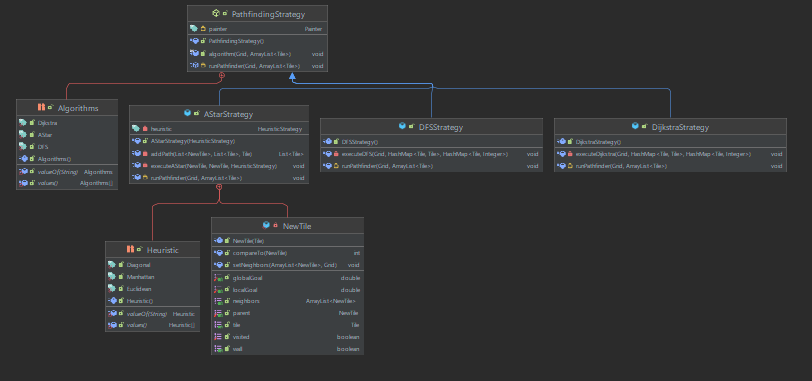 PathfindingStrategy
painter Painter
PathfindingStrategy()
algorithm(Grid, ArrayList<Tile>) void
runPathfinder(Grid, ArrayList<Tile>) void
Algorithms
Dijkstra
AStar
DFS
Algorithms()
valueOf(String) Algorithms
values() Algorithms[]
AStarStrategy
heuristic HeuristicStrategy
AStarStrategy(HeuristicStrategy)
addPath(List<NewTile>, List<Tile>, Tile) List<Tile>
executeAStar(NewTile, NewTile, HeuristicStrategy) void
runPathfinder(Grid, ArrayList<Tile>) void
DFSStrategy
DFSStrategy()
executeDFS(Grid, HashMap<Tile, Tile>, HashMap<Tile, Integer>) void
runPathfinder(Grid, ArrayList<Tile>) void
DijkstraStrategy
DijkstraStrategy()
executeDijkstra(Grid, HashMap<Tile, Tile>, HashMap<Tile, Integer>) void
runPathfinder(Grid, ArrayList<Tile>) void
Heuristic
Diagonal
Manhattan
Euclidean
Heuristic()
valueOf(String) Heuristic
values() Heuristic[]
NewTile
NewTile(Tile)
compareTo(NewTile) int
setNeighbors(ArrayList<NewTile>, Grid) void
globalGoal double
localGoal double
neighbors ArrayList<NewTile>
parent NewTile
tile Tile
visited boolean
wall boolean